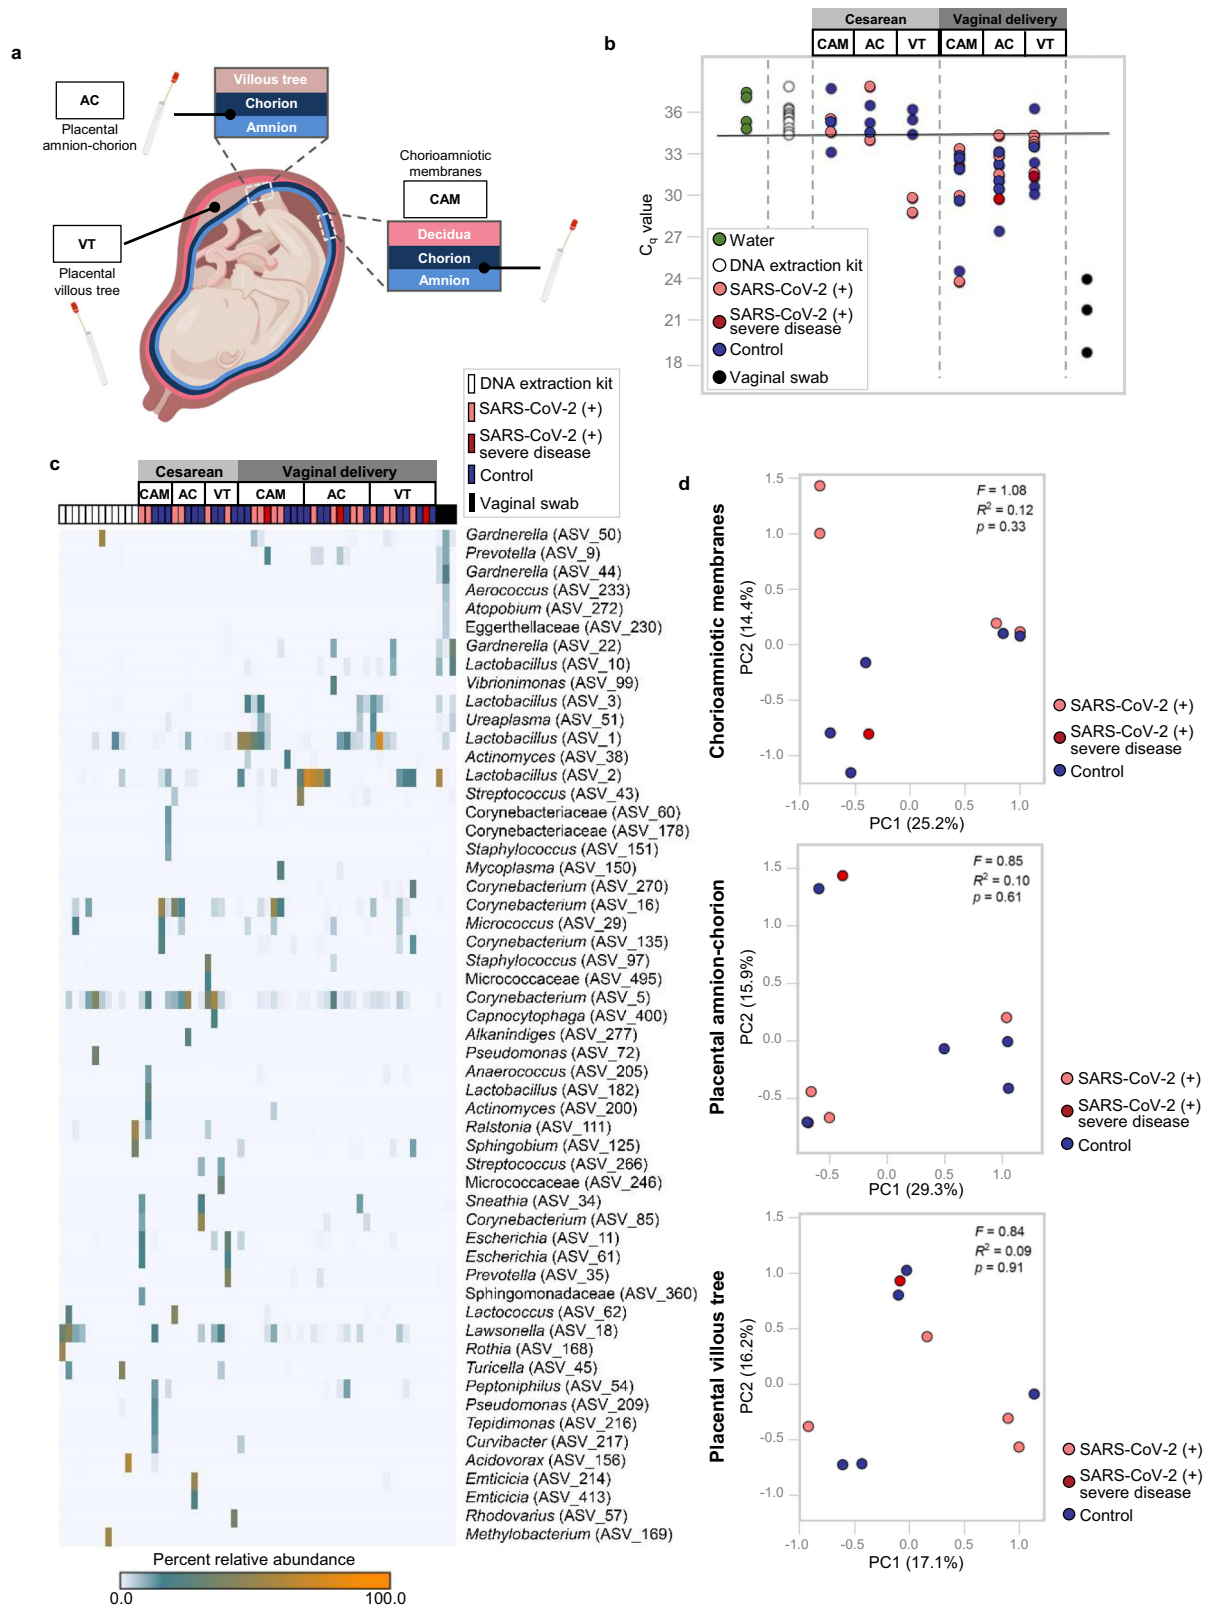 a
AC
Placental
amnion-chorion
Villous tree
Chorion
Amnion
Chorioamniotic
membranes
CAM
Decidua
Chorion
Amnion
VT
Placental
villous tree
b
Cesarean
Vaginal delivery
CAM
AC
VT
CAM
AC
VT
36
33
30
27
24
21
18
Cq value
Water
DNA extraction kit
SARS-CoV-2 (+)
SARS-CoV-2 (+)
severe disease
Control
Vaginal swab
DNA extraction kit
SARS-CoV-2 (+)
SARS-CoV-2 (+)
severe disease
Control
Vaginal swab
c
Cesarean
Vaginal delivery
CAM
AC
VT
CAM
AC
VT
Gardnerella (ASV_50)
Prevotella (ASV_9)
Gardnerella (ASV_44)
Aerococcus (ASV_233)
Atopobium (ASV_272)
Eggerthellaceae (ASV_230)
Gardnerella (ASV_22)
Lactobacillus (ASV_10)
Vibrionimonas (ASV_99)
Lactobacillus (ASV_3)
Ureaplasma (ASV_51)
Lactobacillus (ASV_1)
Actinomyces (ASV_38)
Lactobacillus (ASV_2)
Streptococcus (ASV_43)
Corynebacteriaceae (ASV_60)
Corynebacteriaceae (ASV_178)
Staphylococcus (ASV_151)
Mycoplasma (ASV_150)
Corynebacterium (ASV_270)
Corynebacterium (ASV_16)
Micrococcus (ASV_29)
Corynebacterium (ASV_135)
Staphylococcus (ASV_97)
Micrococcaceae (ASV_495)
Corynebacterium (ASV_5)
Capnocytophaga (ASV_400)
Alkanindiges (ASV_277)
Pseudomonas (ASV_72)
Anaerococcus (ASV_205)
Lactobacillus (ASV_182)
Actinomyces (ASV_200)
Ralstonia (ASV_111)
Sphingobium (ASV_125)
Streptococcus (ASV_266)
Micrococcaceae (ASV_246)
Sneathia (ASV_34)
Corynebacterium (ASV_85)
Escherichia (ASV_11)
Escherichia (ASV_61)
Prevotella (ASV_35)
Sphingomonadaceae (ASV_360)
Lactococcus (ASV_62)
Lawsonella (ASV_18)
Rothia (ASV_168)
Turicella (ASV_45)
Peptoniphilus (ASV_54)
Pseudomonas (ASV_209)
Tepidimonas (ASV_216)
Curvibacter (ASV_217)
Acidovorax (ASV_156)
Emticicia (ASV_214)
Emticicia (ASV_413)
Rhodovarius (ASV_57)
Methylobacterium (ASV_169)
Percent relative abundance
0.0
100.0
d
Chorioamniotic membranes
PC2 (14.4%)
1.5
1.0
1.5
0.0
-0.5
-1.0
F = 1.08
R² = 0.12
p = 0.33
-1.0
-0.5
0.0
0.5
1.0
PC1 (25.2%)
SARS-CoV-2 (+)
SARS-CoV-2 (+)
severe disease
Control
Placental amnion-chorion
PC2 (15.9%)
1.5
1.0
0.5
0.0
-0.5
F = 0.85
R² = 0.10
p = 0.61
-0.5
0.0
0.5
1.0
PC1 (29.3%)
SARS-CoV-2 (+)
SARS-CoV-2 (+)
severe disease
Control
Placental villous tree
PC2 (16.2%)
1.5
1.0
0.5
0.0
-0.5
-1.0
F = 0.84
R² = 0.09
p = 0.91
-1.0
-0.5
0.0
0.5
1.0
PC1 (17.1%)
SARS-CoV-2 (+)
SARS-CoV-2 (+)
severe disease
Control